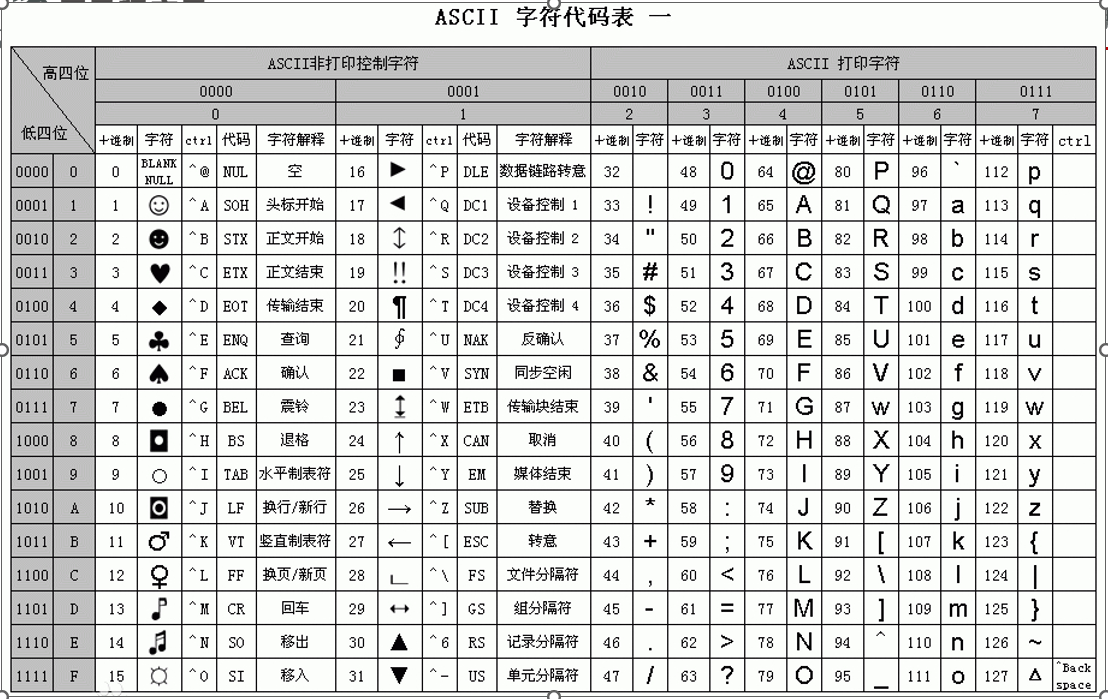 ASCII 字符代码表 一
高四位 ASCII非打印控制字符 ASCII 打印字符
0000 0001 0010 0011 0100 0101 0110 0111
低四位 0 1 2 3 4 5 6 7
十进制 字符 ctrl 代码 字符解释 十进制 字符 ctrl 代码 字符解释 十进制 字符 十进制 字符 十进制 字符 十进制 字符 十进制 字符 十进制 字符 ctrl
0000 0 0 BLANK NULL ^@ NUL 空 16 ► ^P DLE 数据链路转意 32 48 0 64 @ 80 P 96 ` 112 p
0001 1 1 ☺ ^A SOH 头标开始 17 ◄ ^Q DC1 设备控制 1 33 ! 49 1 65 A 81 Q 97 a 113 q
0010 2 2 ☻ ^B STX 正文开始 18 ↕ ^R DC2 设备控制 2 34 " 50 2 66 B 82 R 98 b 114 r
0011 3 3 ♥ ^C ETX 正文结束 19 ‼ ^S DC3 设备控制 3 35 # 51 3 67 C 83 S 99 c 115 s
0100 4 4 ◆ ^D EOT 传输结束 20 ¶ ^T DC4 设备控制 4 36 $ 52 4 68 D 84 T 100 d 116 t
0101 5 5 ♣ ^E ENQ 查询 21 ∮ ^U NAK 反确认 37 % 53 5 69 E 85 U 101 e 117 u
0110 6 6 ♠ ^F ACK 确认 22 ■ ^V SYN 同步空闲 38 & 54 6 70 F 86 V 102 f 118 v
0111 7 7 ● ^G BEL 震铃 23 ↨ ^W ETB 传输块结束 39 ' 55 7 71 G 87 w 103 g 119 w
1000 8 8 ◘ ^H BS 退格 24 ↑ ^X CAN 取消 40 ( 56 8 72 H 88 X 104 h 120 x
1001 9 9 ○ ^I TAB 水平制表符 25 ↓ ^Y EM 媒体结束 41 ) 57 9 73 I 89 Y 105 i 121 y
1010 A 10 ◙ ^J LF 换行/新行 26 → ^Z SUB 替换 42 * 58 : 74 J 90 Z 106 j 122 z
1011 B 11 ♂ ^K VT 竖直制表符 27 ← ^[ ESC 转意 43 + 59 ; 75 K 91 [ 107 k 123 {
1100 C 12 ♀ ^L FF 换页/新页 28 ∟ ^\ FS 文件分隔符 44 , 60 < 76 L 92 \ 108 l 124 |
1101 D 13 ♪ ^M CR 回车 29 ↔ ^] GS 组分隔符 45 - 61 = 77 M 93 ] 109 m 125 }
1110 E 14 ♫ ^N SO 移出 30 ▲ ^6 RS 记录分隔符 46 . 62 > 78 N 94 ^ 110 n 126 ~
1111 F 15 ☼ ^O SI 移入 31 ▼ ^- US 单元分隔符 47 / 63 ? 79 O 95 _ 111 o 127 Δ ^Back space